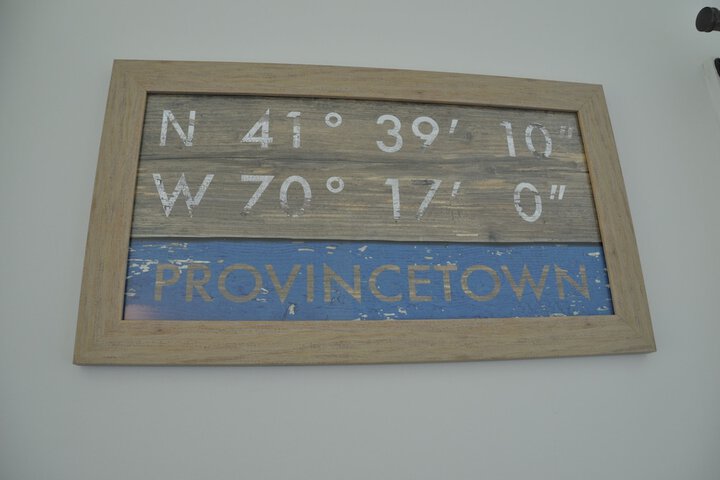 N 41° 39′ 10″
W 70° 17′ 0″
PROVINCETOWN